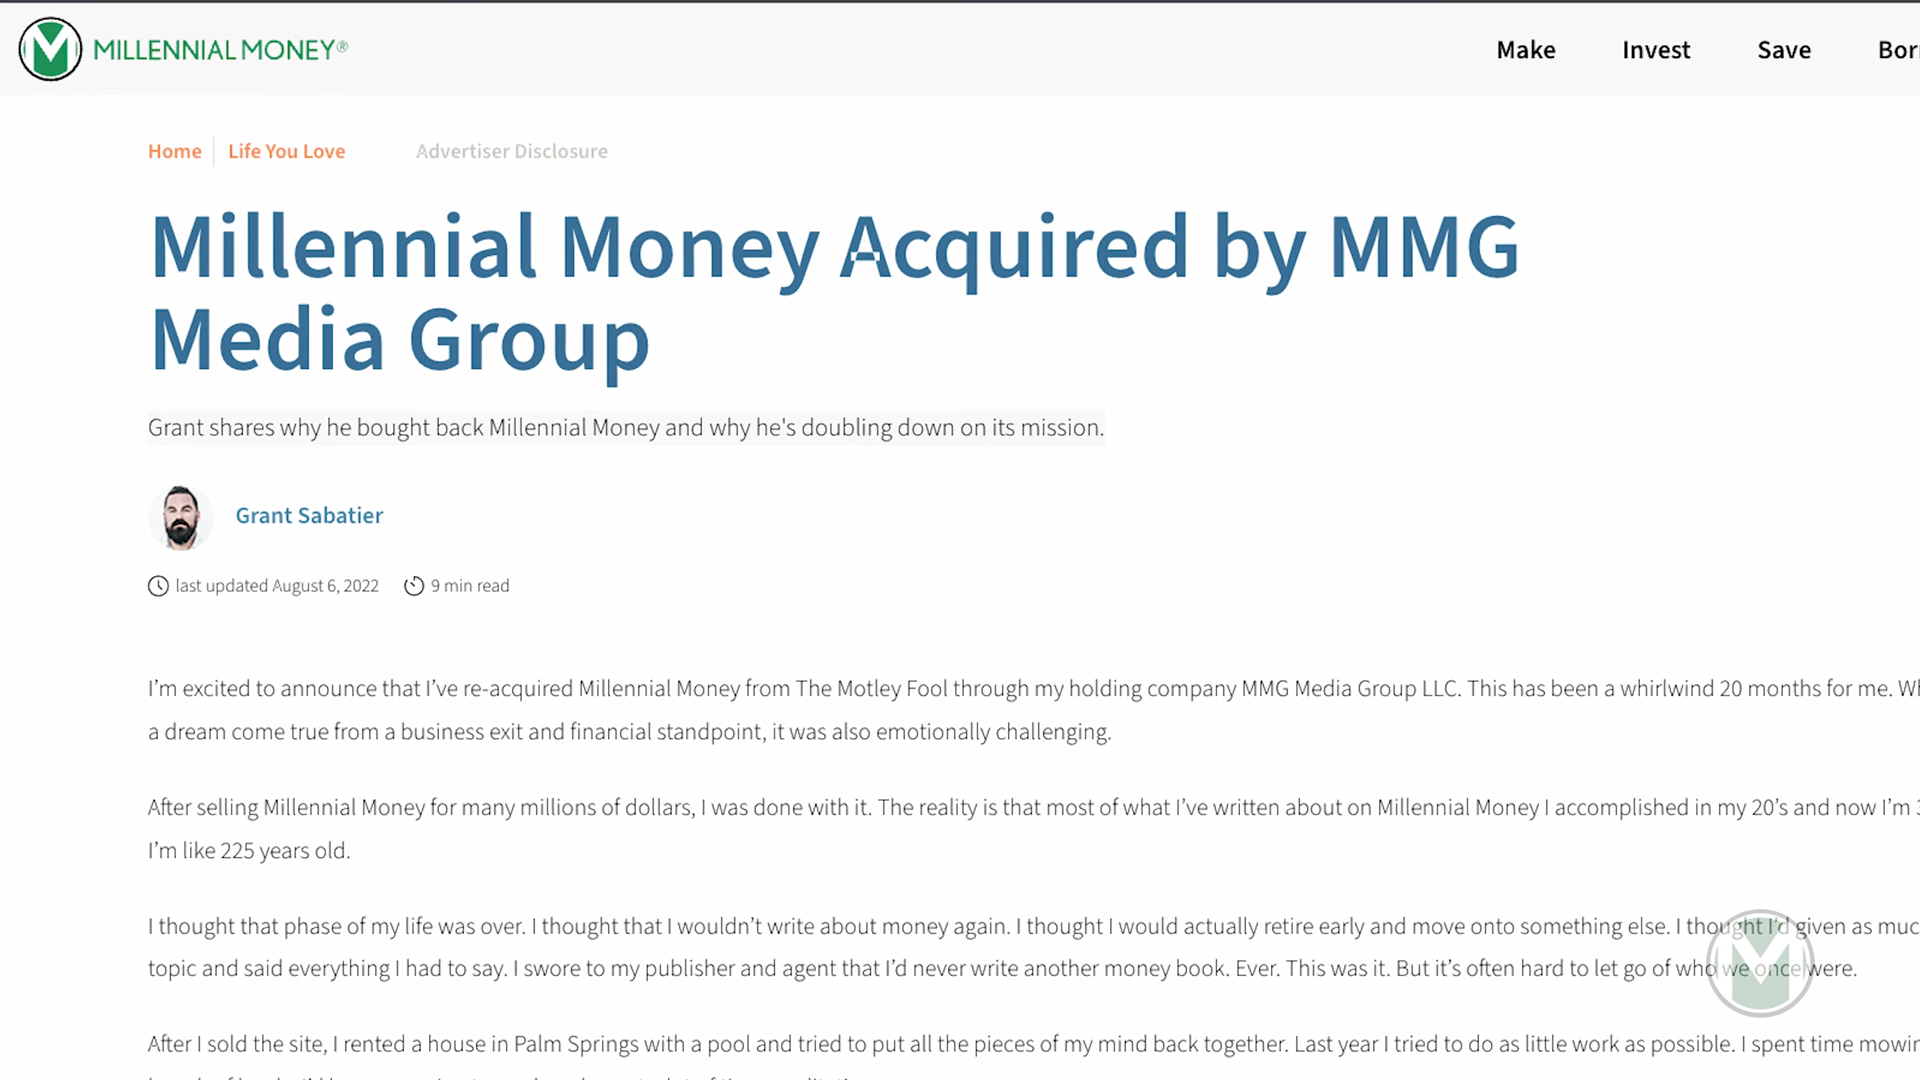 MILLENNIAL MONEY®
Make Invest Save
Home Life You Love Advertiser Disclosure
Millennial Money Acquired by MMG
Media Group
Grant shares why he bought back Millennial Money and why he's doubling down on its mission.
Grant Sabatier
last updated August 6, 2022 9 min read
I’m excited to announce that I’ve re-acquired Millennial Money from The Motley Fool through my holding company MMG Media Group LLC. This has been a whirlwind 20 months for me.
a dream come true from a business exit and financial standpoint, it was also emotionally challenging.
After selling Millennial Money for many millions of dollars, I was done with it. The reality is that most of what I’ve written about on Millennial Money I accomplished in my 20’s and now I’m
I’m like 225 years old.
I thought that phase of my life was over. I thought that I wouldn’t write about money again. I thought I would actually retire early and move onto something else. I thought I’d given as
topic and said everything I had to say. I swore to my publisher and agent that I’d never write another money book. Ever. This was it. But it’s often hard to let go of who we once were.
After I sold the site, I rented a house in Palm Springs with a pool and tried to put all the pieces of my mind back together. Last year I tried to do as little work as possible. I spent time